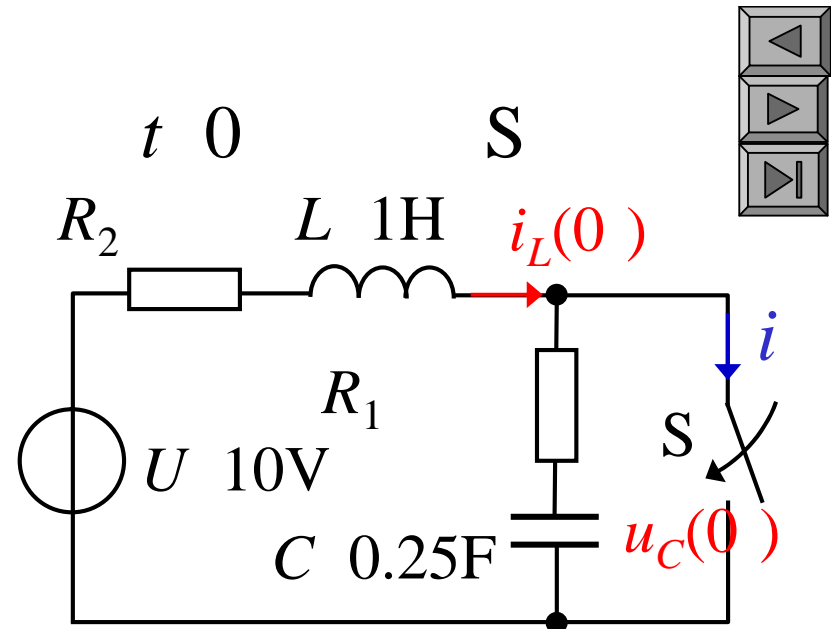 t 0 S
R2 L 1H iL(0 )
i
R1
S
U 10V
uC(0 )
C 0.25F